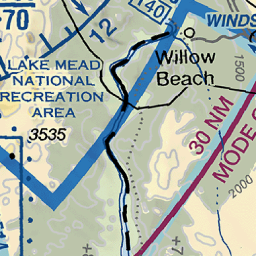 70
140
WINDS
12
Willow
Beach
LAKE MEAD
NATIONAL
RECREATION
AREA
1500
3535
30 NM
MODE
2000